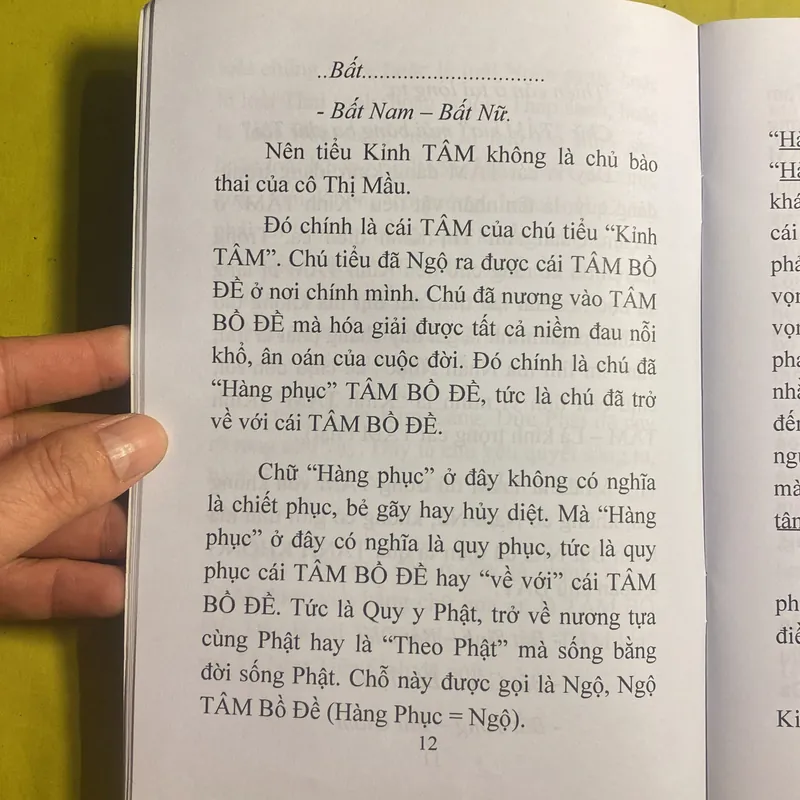 ..Bất..............................
- Bất Nam – Bất Nữ.
Nên tiểu Kỉnh TÂM không là chủ bào
thai của cô Thị Mầu.
Đó chính là cái TÂM của chú tiểu “Kỉnh
TÂM”. Chú tiểu đã Ngộ ra được cái TÂM BỒ
ĐỀ ở nơi chính mình. Chú đã nương vào TÂM
BỒ ĐỀ mà hóa giải được tất cả niềm đau nỗi
khổ, ân oán của cuộc đời. Đó chính là chú đã
“Hàng phục” TÂM BỒ ĐỀ, tức là chú đã trở
về với cái TÂM BỒ ĐỀ.
Chữ “Hàng phục” ở đây không có nghĩa
là chiết phục, bẻ gãy hay hủy diệt. Mà “Hàng
phục” ở đây có nghĩa là quy phục, tức là quy
phục cái TÂM BỒ ĐỀ hay “về với” cái TÂM
BỒ ĐỀ. Tức là Quy y Phật, trở về nương tựa
cùng Phật hay là “Theo Phật” mà sống bằng
đời sống Phật. Chỗ này được gọi là Ngộ, Ngộ
TÂM Bồ Đề (Hàng Phục = Ngộ).
12
cái
mà